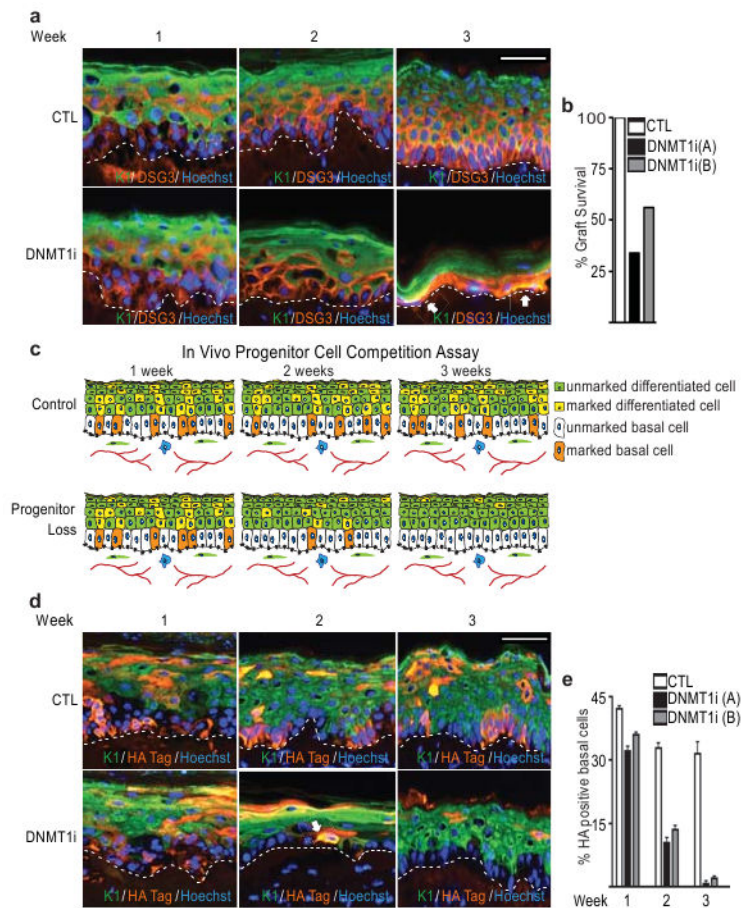 a
Week 1 2 3
CTL
K1/DSG3/Hoechst K1/DSG3/Hoechst K1/DSG3/Hoechst
DNMT1i
K1/DSG3/Hoechst K1/DSG3/Hoechst K1/DSG3/Hoechst
b
% Graft Survival
100
75
50
25
CTL
DNMT1i(A)
DNMT1i(B)
c
In Vivo Progenitor Cell Competition Assay
1 week 2 weeks 3 weeks
Control
Progenitor
Loss
unmarked differentiated cell
marked differentiated cell
unmarked basal cell
marked basal cell
d
Week 1 2 3
CTL
K1/HA Tag/Hoechst K1/HA Tag/Hoechst K1/HA Tag/Hoechst
DNMT1i
K1/HA Tag/Hoechst K1/HA Tag/Hoechst K1/HA Tag/Hoechst
e
% HA positive basal cells
45
30
15
CTL
DNMT1i (A)
DNMT1i (B)
Week 1 2 3